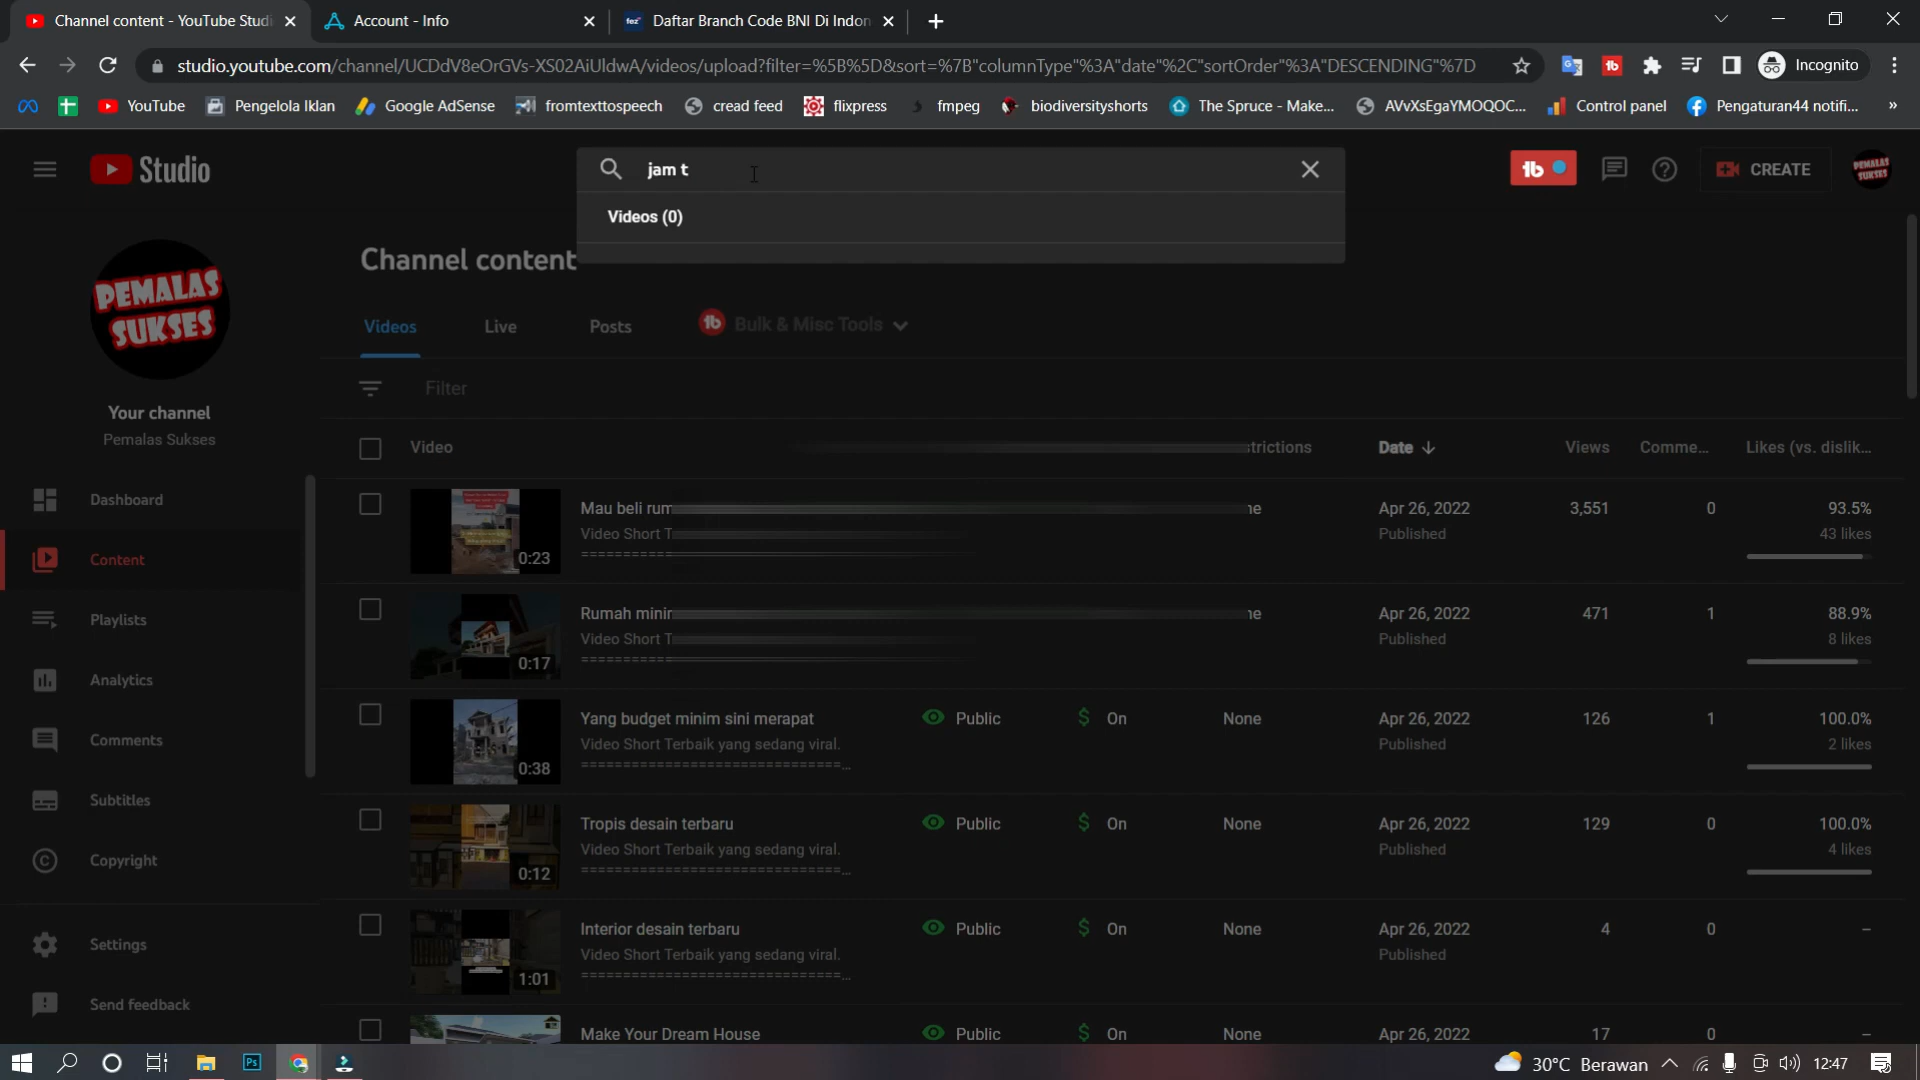 Channel content - YouTube Studi
Account - Info
fez
Daftar Branch Code BNI Di Indon
studio.youtube.com/channel/UCDdV8eOrGVs-XS02AiUldwA/videos/upload?filter=%5B%5D&sort=%7B"columnType"%3A"date"%2C"sortOrder"%3A"DESCENDING"%7D
Incognito
YouTube
Pengelola Iklan
Google AdSense
fromtexttospeech
cread feed
flixpress
fmpeg
biodiversityshorts
The Spruce - Make...
AVvXsEgaYMOQOC...
Control panel
Pengaturan44 notifi...
»
Studio
jam t
Videos (0)
CREATE
PEMALAS
SUKSES
PEMALAS
SUKSES
Your channel
Pemalas Sukses
Dashboard
Content
Playlists
Analytics
Comments
Subtitles
Copyright
Settings
Send feedback
Channel content
Videos
Live
Posts
Bulk & Misc Tools
Filter
Video
trictions
Date
Views
Comme...
Likes (vs. dislik...
0:23
Mau beli rum
ne
Apr 26, 2022
3,551
0
93.5%
Video Short T
Published
43 likes
===========
0:17
Rumah minin
ne
Apr 26, 2022
471
1
88.9%
Video Short T
Published
8 likes
===========
0:38
Yang budget minim sini merapat
Public
On
None
Apr 26, 2022
126
1
100.0%
Video Short Terbaik yang sedang viral.
Published
2 likes
==============================...
0:12
Tropis desain terbaru
Public
On
None
Apr 26, 2022
129
0
100.0%
Video Short Terbaik yang sedang viral.
Published
4 likes
==============================...
1:01
Interior desain terbaru
Public
On
None
Apr 26, 2022
4
0
–
Video Short Terbaik yang sedang viral.
Published
==============================...
Make Your Dream House
Public
On
None
Apr 26, 2022
17
0
–
Ps
30°C Berawan
12:47